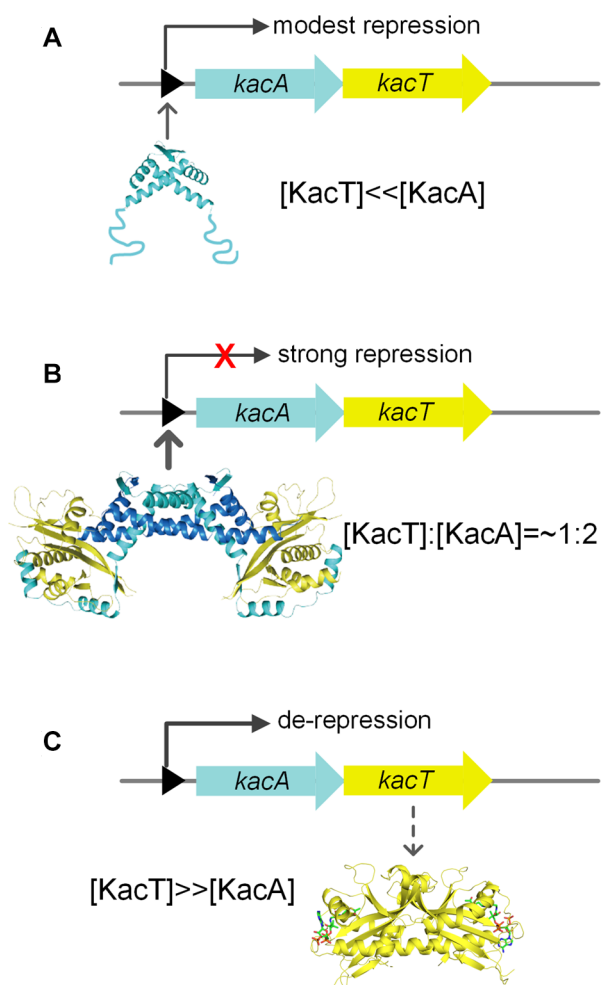 A
modest repression
kacA
kacT
[KacT]<<[KacA]
B
X
strong repression
kacA
kacT
[KacT]:[KacA]=~1:2
C
de-repression
kacA
kacT
[KacT]>>[KacA]